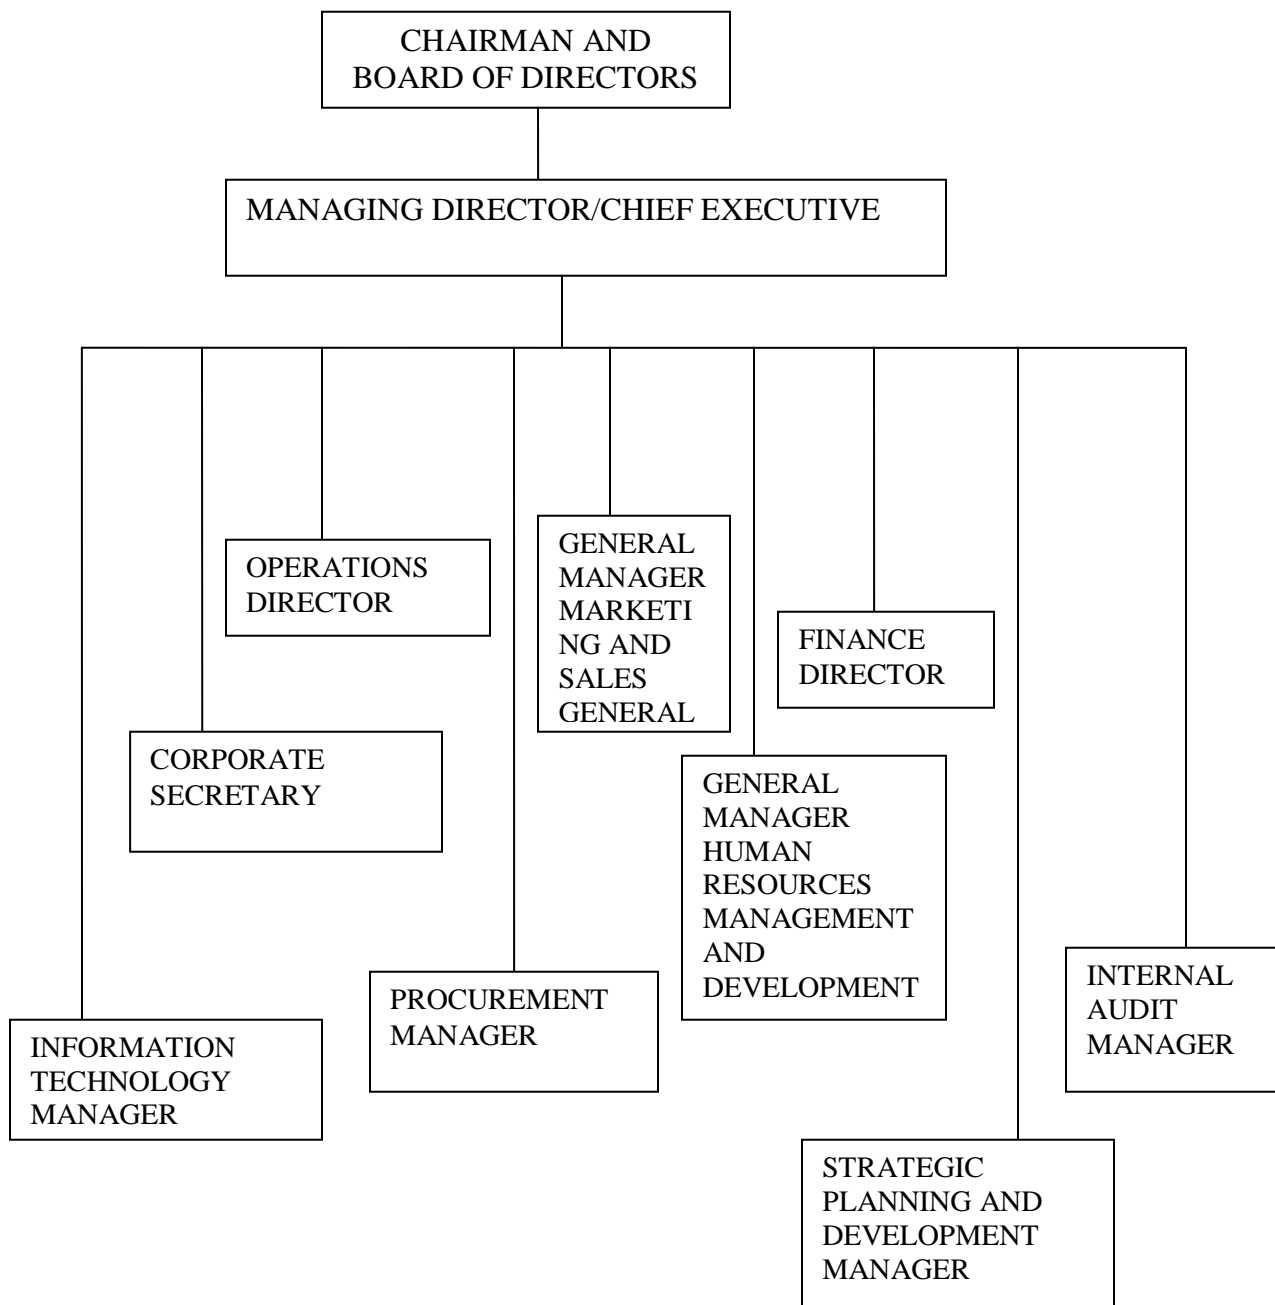 CHAIRMAN AND
BOARD OF DIRECTORS
MANAGING DIRECTOR/CHIEF EXECUTIVE
OPERATIONS
DIRECTOR
GENERAL
MANAGER
MARKETI
NG AND
SALES
GENERAL
FINANCE
DIRECTOR
CORPORATE
SECRETARY
GENERAL
MANAGER
HUMAN
RESOURCES
MANAGEMENT
AND
DEVELOPMENT
INTERNAL
AUDIT
MANAGER
PROCUREMENT
MANAGER
INFORMATION
TECHNOLOGY
MANAGER
STRATEGIC
PLANNING AND
DEVELOPMENT
MANAGER